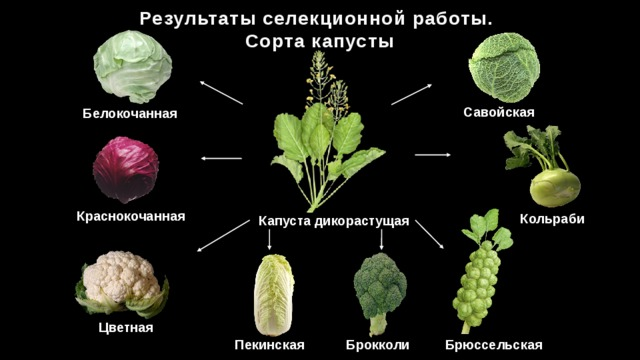 Результаты селекционной работы.
Сорта капусты
Белокочанная
Савойская
Краснокочанная
Капуста дикорастущая
Кольраби
Цветная
Пекинская
Брокколи
Брюссельская